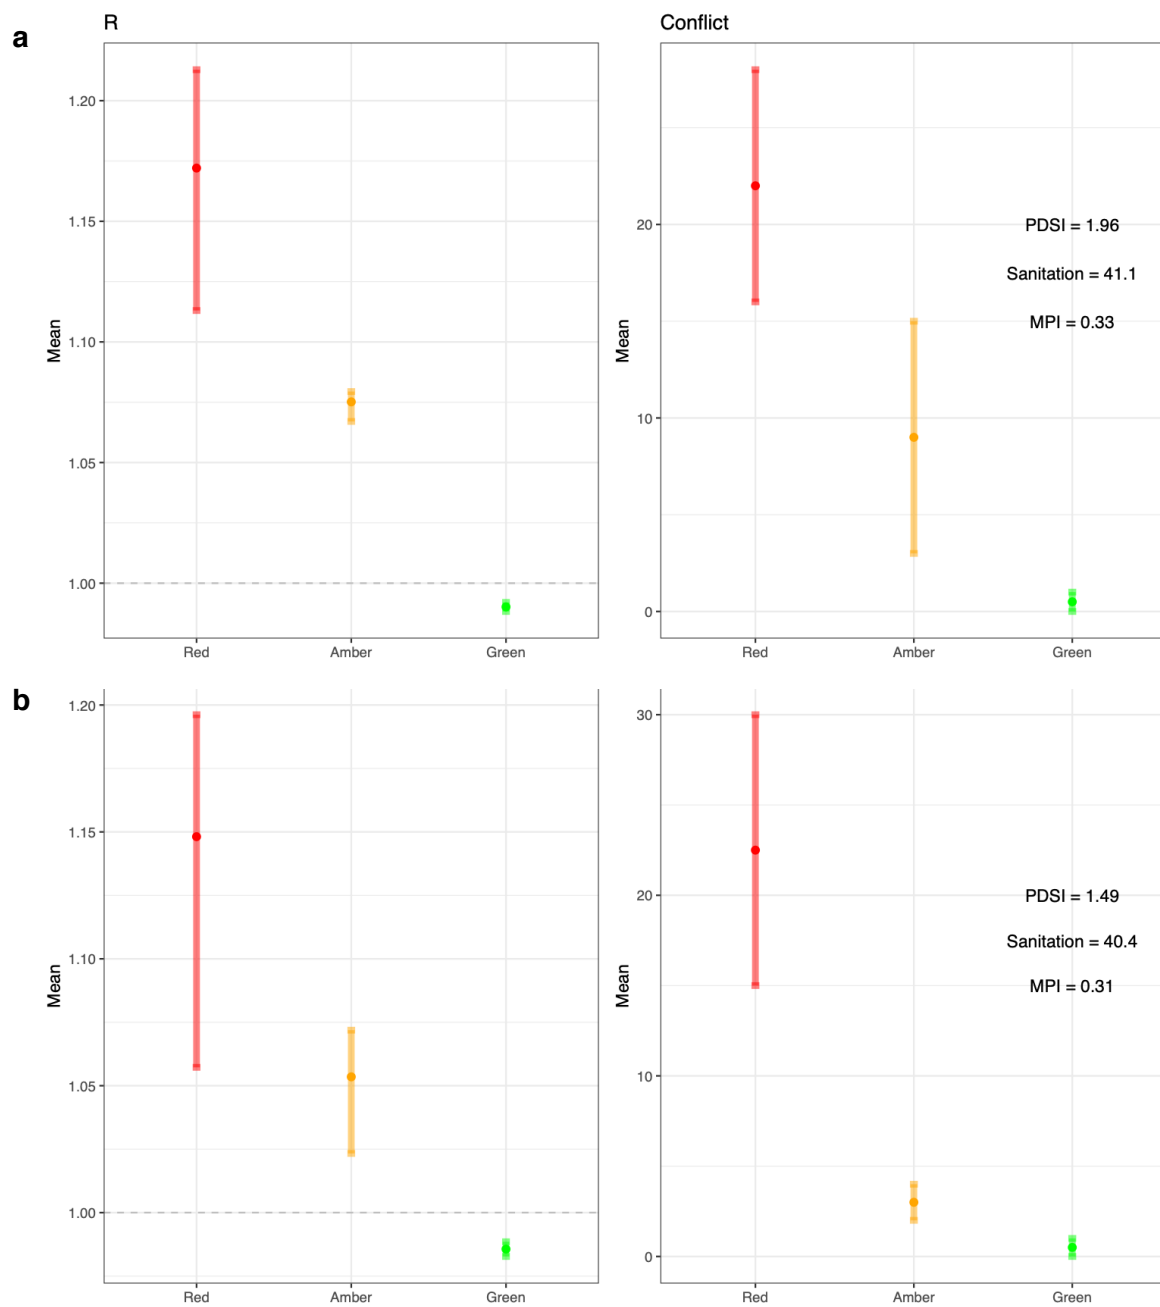 a
R
Conflict
Mean
1.20
1.15
1.10
1.05
1.00
Red
Amber
Green
Mean
20
10
0
PDSI = 1.96
Sanitation = 41.1
MPI = 0.33
Red
Amber
Green
b
Mean
1.20
1.15
1.10
1.05
1.00
Red
Amber
Green
Mean
30
20
10
0
PDSI = 1.49
Sanitation = 40.4
MPI = 0.31
Red
Amber
Green